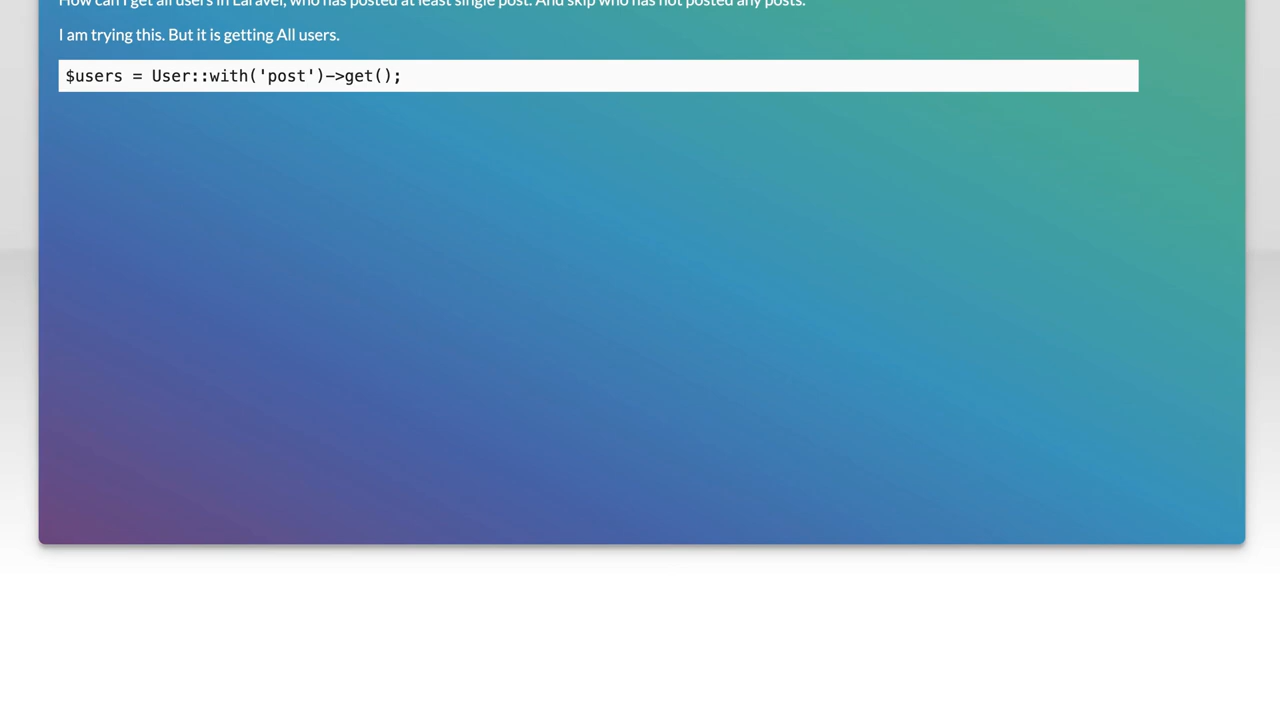 How can I get all users in Laravel, who has posted at least single post. And skip who has not posted any posts.
I am trying this. But it is getting All users.
$users = User::with('post')->get();